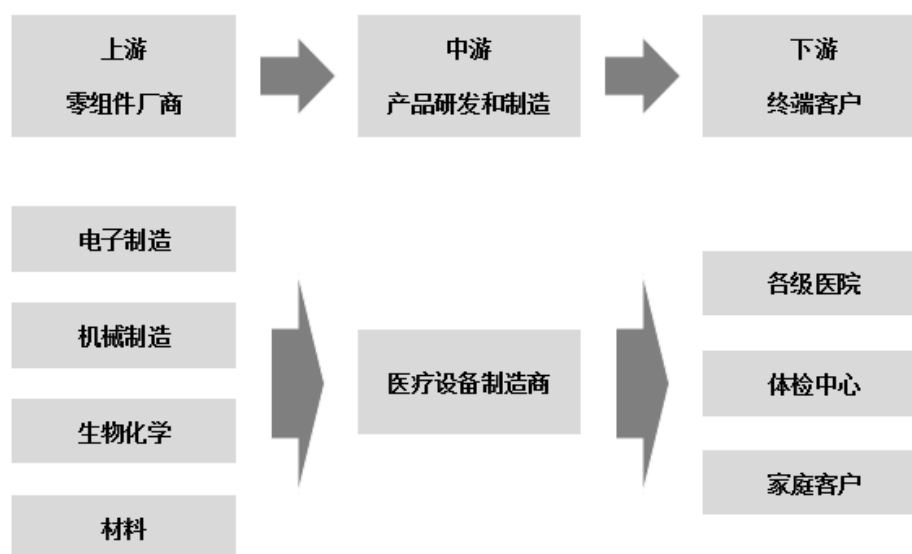 上游
零组件厂商
中游
产品研发和制造
下游
终端客户
电子制造
机械制造
生物化学
材料
医疗设备制造商
各级医院
体检中心
家庭客户